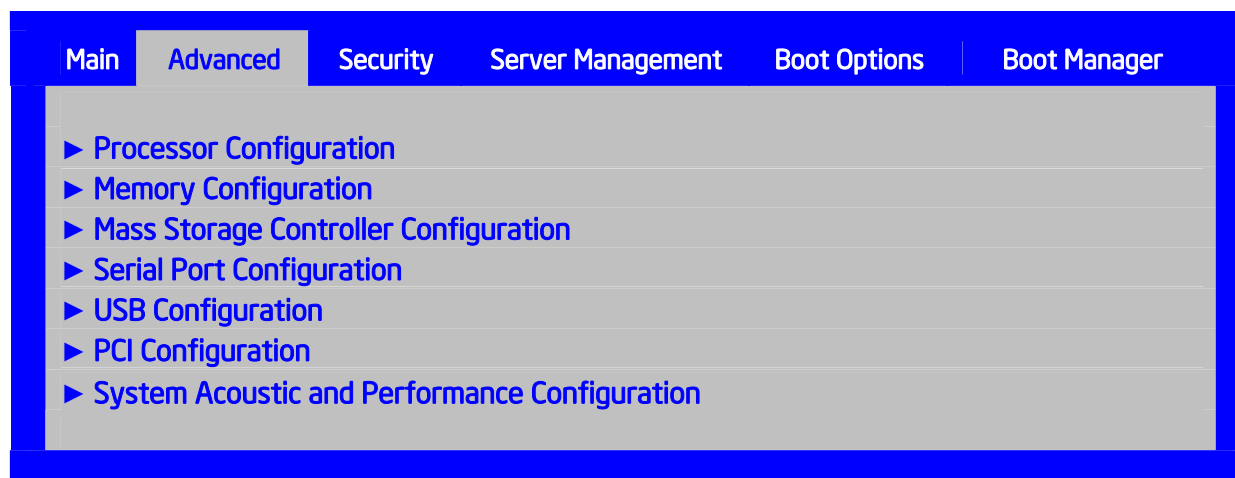 Main Advanced Security Server Management Boot Options Boot Manager
► Processor Configuration
► Memory Configuration
► Mass Storage Controller Configuration
► Serial Port Configuration
► USB Configuration
► PCI Configuration
► System Acoustic and Performance Configuration